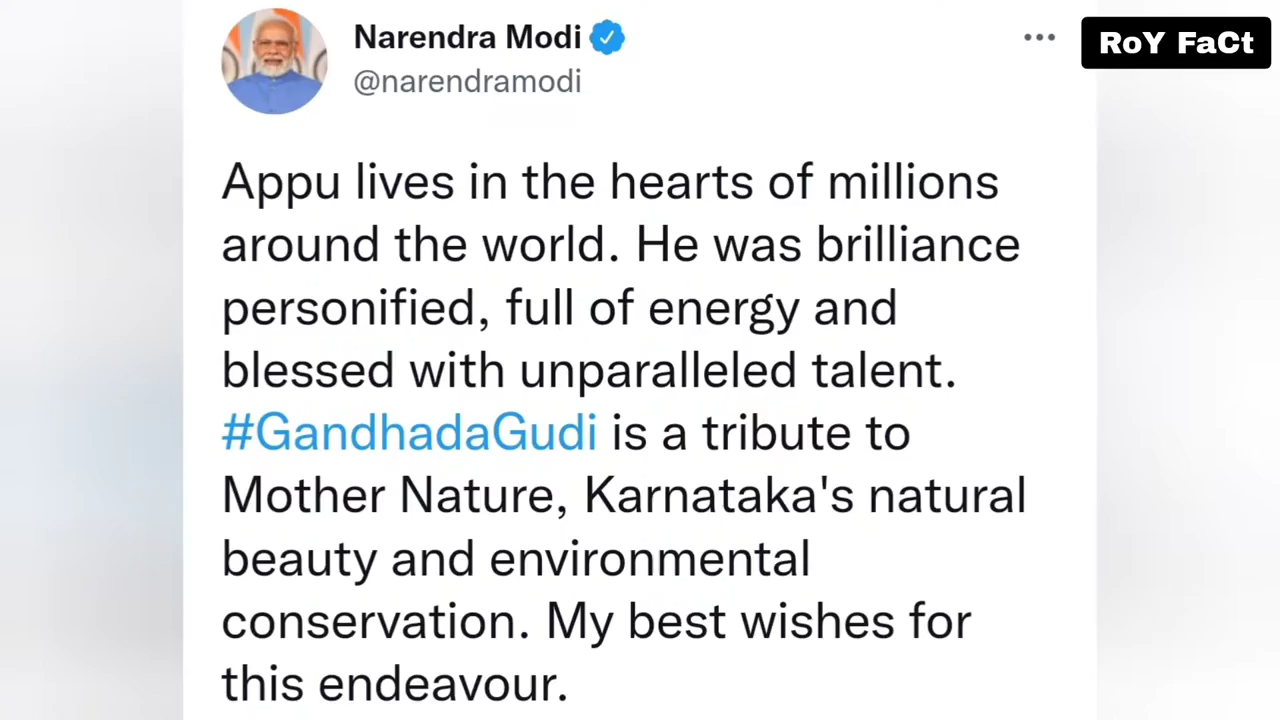 Narendra Modi
@narendramodi
RoY FaCt
Appu lives in the hearts of millions
around the world. He was brilliance
personified, full of energy and
blessed with unparalleled talent.
#GandhadaGudi is a tribute to
Mother Nature, Karnataka's natural
beauty and environmental
conservation. My best wishes for
this endeavour.